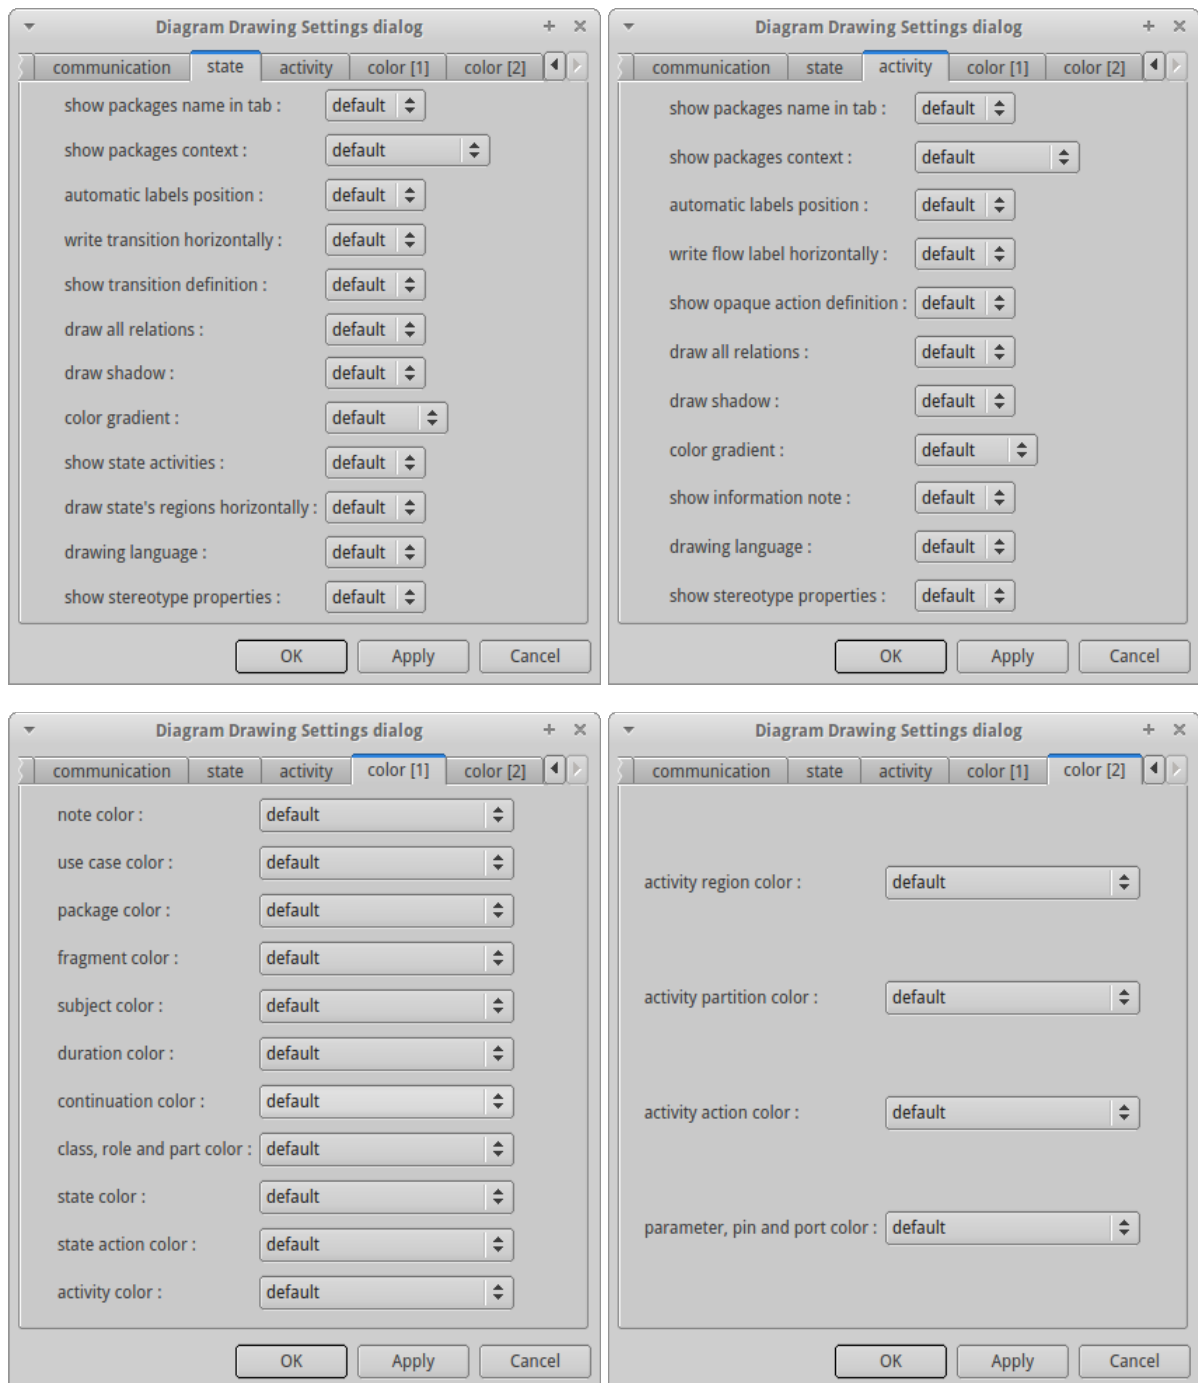 Diagram Drawing Settings dialog
communication state activity color [1] color [2]
show packages name in tab : default
show packages context : default
automatic labels position : default
write transition horizontally : default
show transition definition : default
draw all relations : default
draw shadow : default
color gradient : default
show state activities : default
draw state's regions horizontally : default
drawing language : default
show stereotype properties : default
OK Apply Cancel
Diagram Drawing Settings dialog
communication state activity color [1] color [2]
show packages name in tab : default
show packages context : default
automatic labels position : default
write flow label horizontally : default
show opaque action definition : default
draw all relations : default
draw shadow : default
color gradient : default
show information note : default
drawing language : default
show stereotype properties : default
OK Apply Cancel
Diagram Drawing Settings dialog
communication state activity color [1] color [2]
note color : default
use case color : default
package color : default
fragment color : default
subject color : default
duration color : default
continuation color : default
class, role and part color : default
state color : default
state action color : default
activity color : default
OK Apply Cancel
Diagram Drawing Settings dialog
communication state activity color [1] color [2]
activity region color : default
activity partition color : default
activity action color : default
parameter, pin and port color : default
OK Apply Cancel